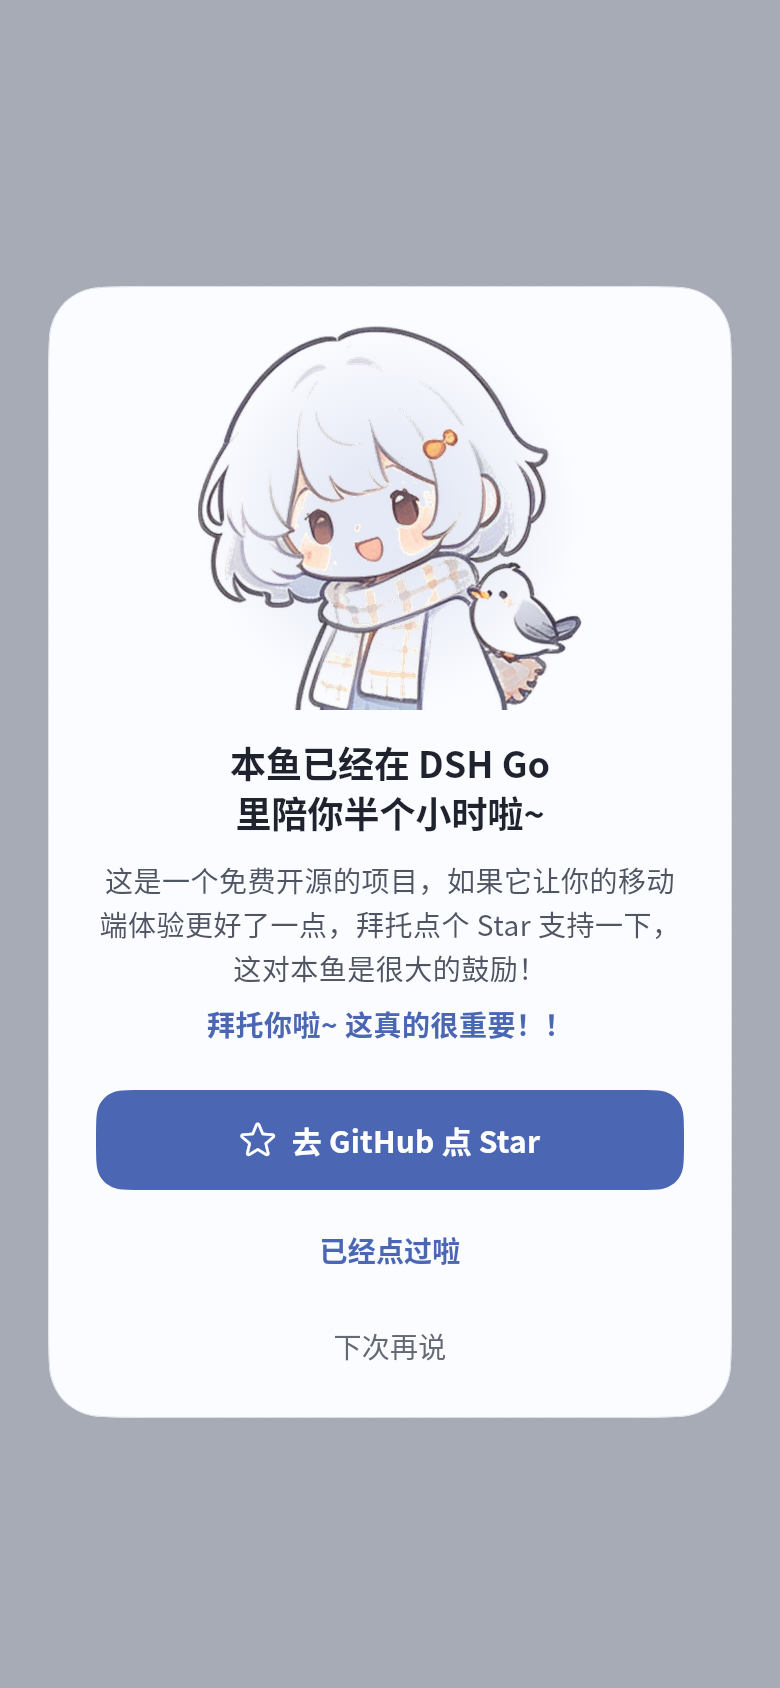 本鱼已经在 DSH Go
里陪你半个小时啦~
这是一个免费开源的项目，如果它让你的移动
端体验更好了一点，拜托点个 Star 支持一下，
这对本鱼是很大的鼓励！
拜托你啦~ 这真的很重要！！
去 GitHub 点 Star
已经点过啦
下次再说